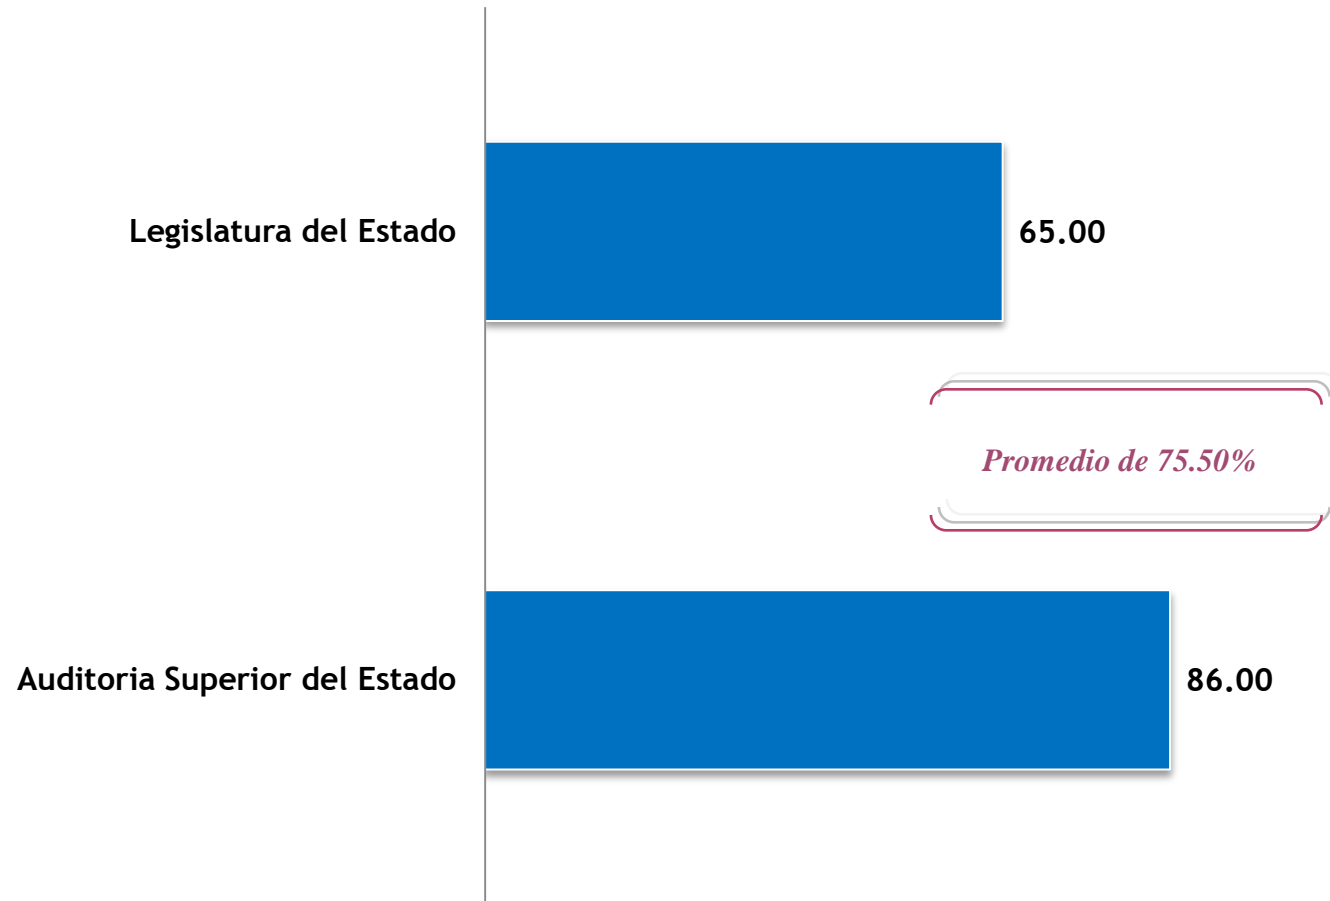 Legislatura del Estado
65.00
Promedio de 75.50%
Auditoria Superior del Estado
86.00